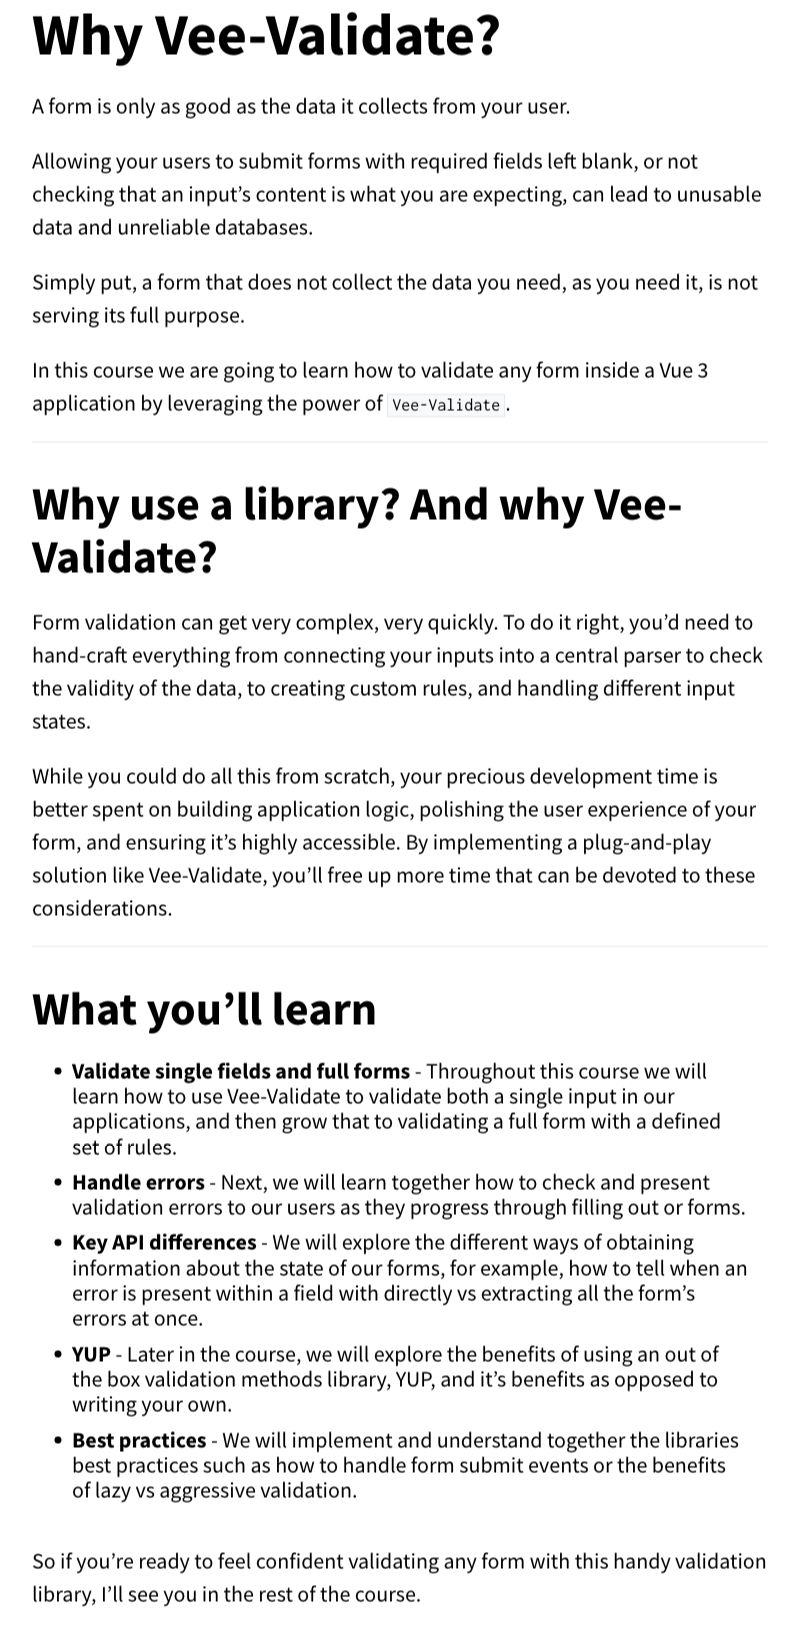 Why Vee-Validate?
A form is only as good as the data it collects from your user.
Allowing your users to submit forms with required fields left blank, or not
checking that an input’s content is what you are expecting, can lead to unusable
data and unreliable databases.
Simply put, a form that does not collect the data you need, as you need it, is not
serving its full purpose.
In this course we are going to learn how to validate any form inside a Vue 3
application by leveraging the power of Vee-Validate.
Why use a library? And why Vee-
Validate?
Form validation can get very complex, very quickly. To do it right, you’d need to
hand-craft everything from connecting your inputs into a central parser to check
the validity of the data, to creating custom rules, and handling different input
states.
While you could do all this from scratch, your precious development time is
better spent on building application logic, polishing the user experience of your
form, and ensuring it’s highly accessible. By implementing a plug-and-play
solution like Vee-Validate, you’ll free up more time that can be devoted to these
considerations.
What you’ll learn
• Validate single fields and full forms - Throughout this course we will
learn how to use Vee-Validate to validate both a single input in our
applications, and then grow that to validating a full form with a defined
set of rules.
• Handle errors - Next, we will learn together how to check and present
validation errors to our users as they progress through filling out or forms.
• Key API differences - We will explore the different ways of obtaining
information about the state of our forms, for example, how to tell when an
error is present within a field with directly vs extracting all the form’s
errors at once.
• YUP - Later in the course, we will explore the benefits of using an out of
the box validation methods library, YUP, and it’s benefits as opposed to
writing your own.
• Best practices - We will implement and understand together the libraries
best practices such as how to handle form submit events or the benefits
of lazy vs aggressive validation.
So if you’re ready to feel confident validating any form with this handy validation
library, I’ll see you in the rest of the course.